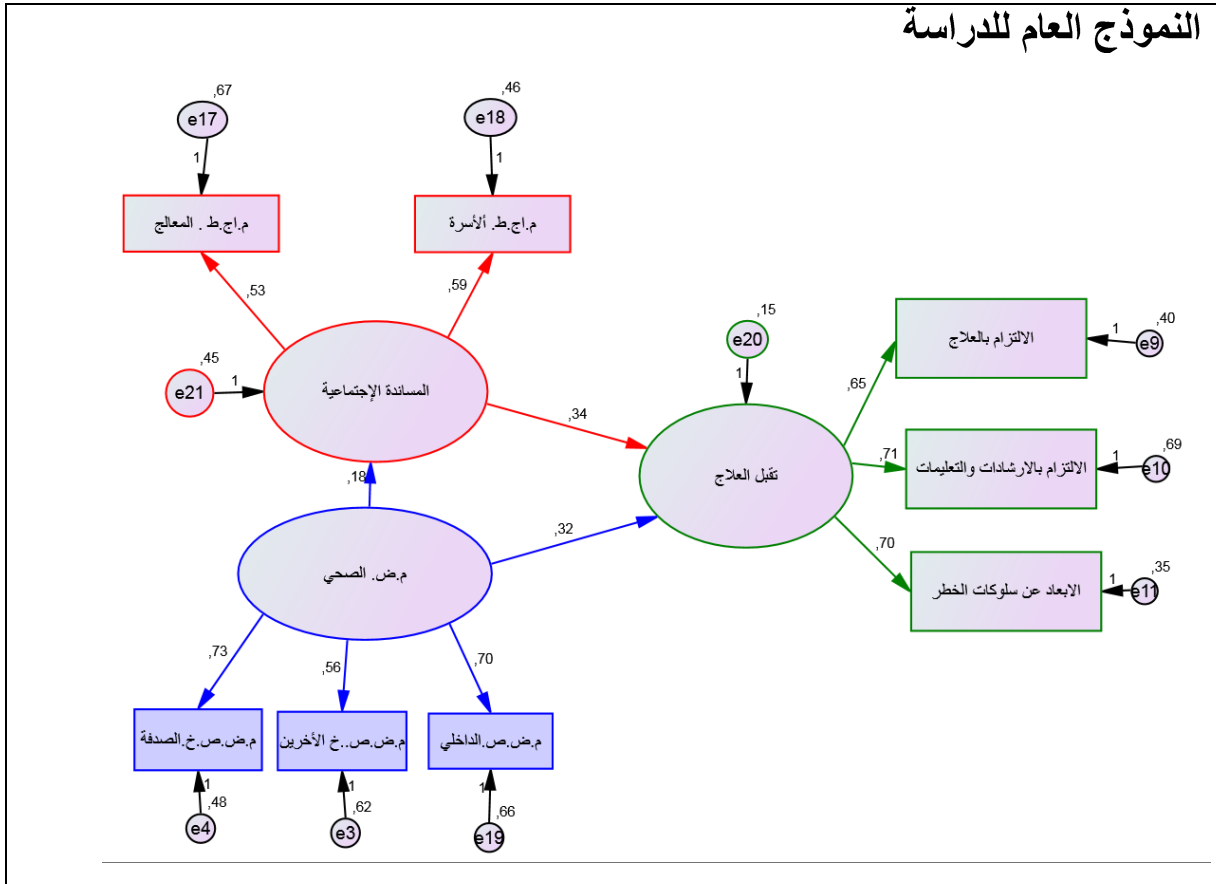 النموذج العام للدراسة
,67
e17
1
,46
e18
1
م.اج.ط . المعالج
م.اج.ط. ألأسرة
,53
,59
,45
e21
1
المساندة الإجتماعية
,34
,15
e20
1
تقبل العلاج
,65
الالتزام بالعلاج
1
,40
e9
,71
الالتزام بالارشادات والتعليمات
1
,69
e10
,70
الابعاد عن سلوكات الخطر
1
,35
e11
,18
م.ض. الصحي
,32
,73
,56
,70
م.ض.ص.خ.الصدفة
م.ض.ص..خ الأخرين
م.ض.ص.الداخلي
1
,48
e4
1
,62
e3
1
,66
e19